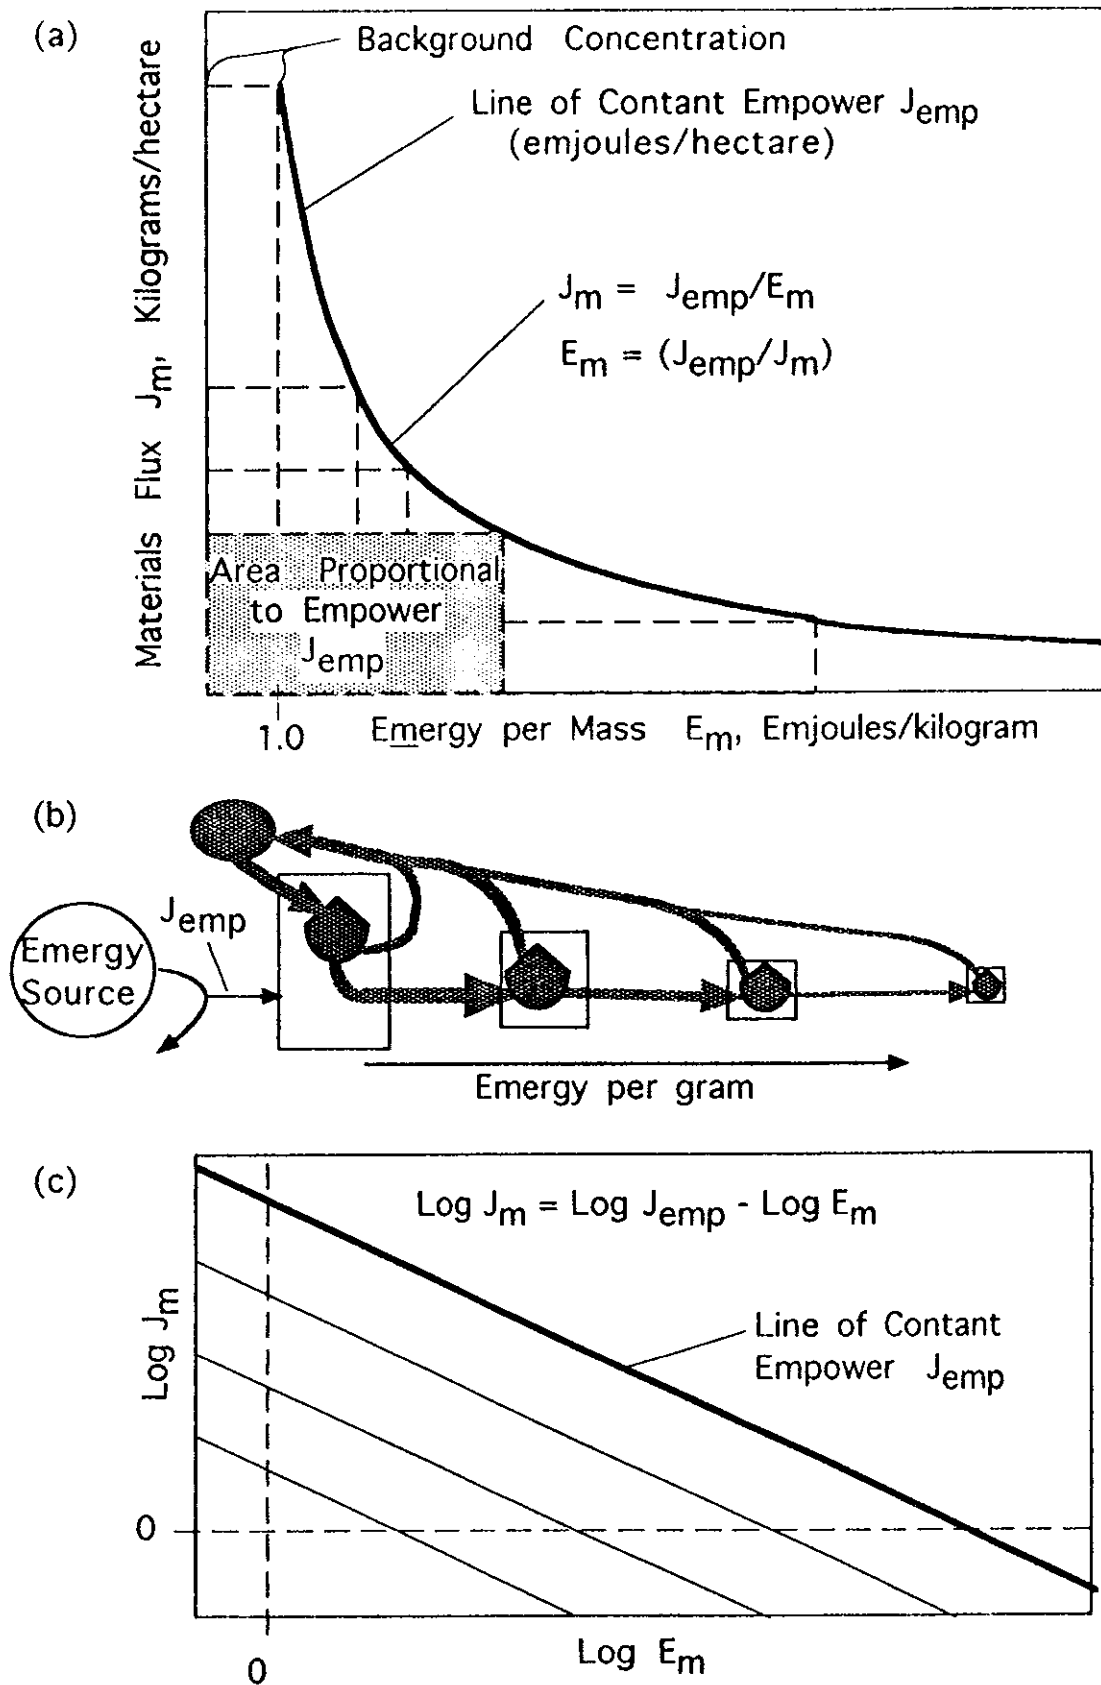 (a)
Background Concentration
Line of Contant Empower Jemp
(emjoules/hectare)
Jm = Jemp/Em
Em = (Jemp/Jm)
Materials Flux Jm, Kilograms/hectare
Area Proportional
to Empower
Jemp
1.0
Emergy per Mass Em, Emjoules/kilogram
(b)
Jemp
Emergy
Source
Emergy per gram
(c)
Log Jm = Log Jemp - Log Em
Log Jm
Line of Contant
Empower Jemp
0
0
Log Em